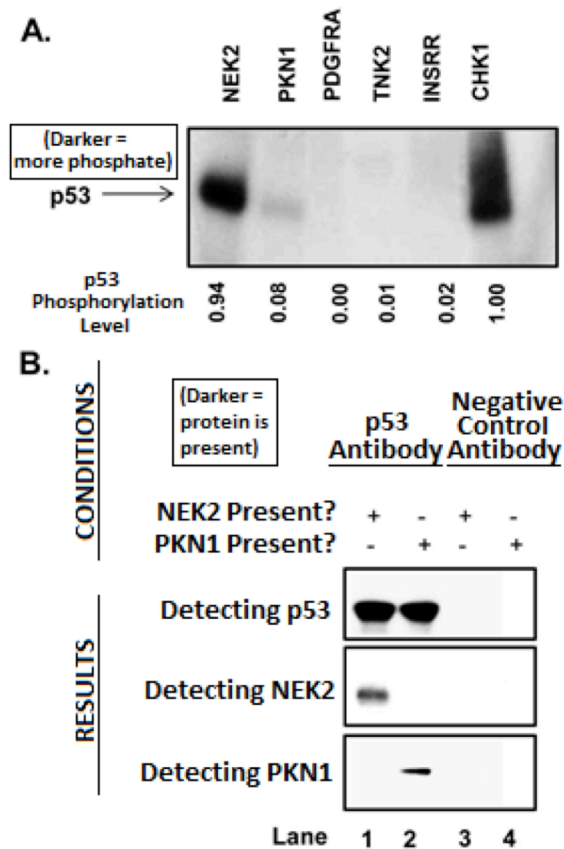 A.
NEK2
PKN1
PDGFRA
TNK2
INSRR
CHK1
(Darker =
more phosphate)
p53
p53
Phosphorylation
Level
0.94
0.08
0.00
0.01
0.02
1.00
B.
CONDITIONS
(Darker =
protein is
present)
p53
Antibody
Negative
Control
Antibody
NEK2 Present? + - + -
PKN1 Present? - + - +
RESULTS
Detecting p53
Detecting NEK2
Detecting PKN1
Lane 1 2 3 4